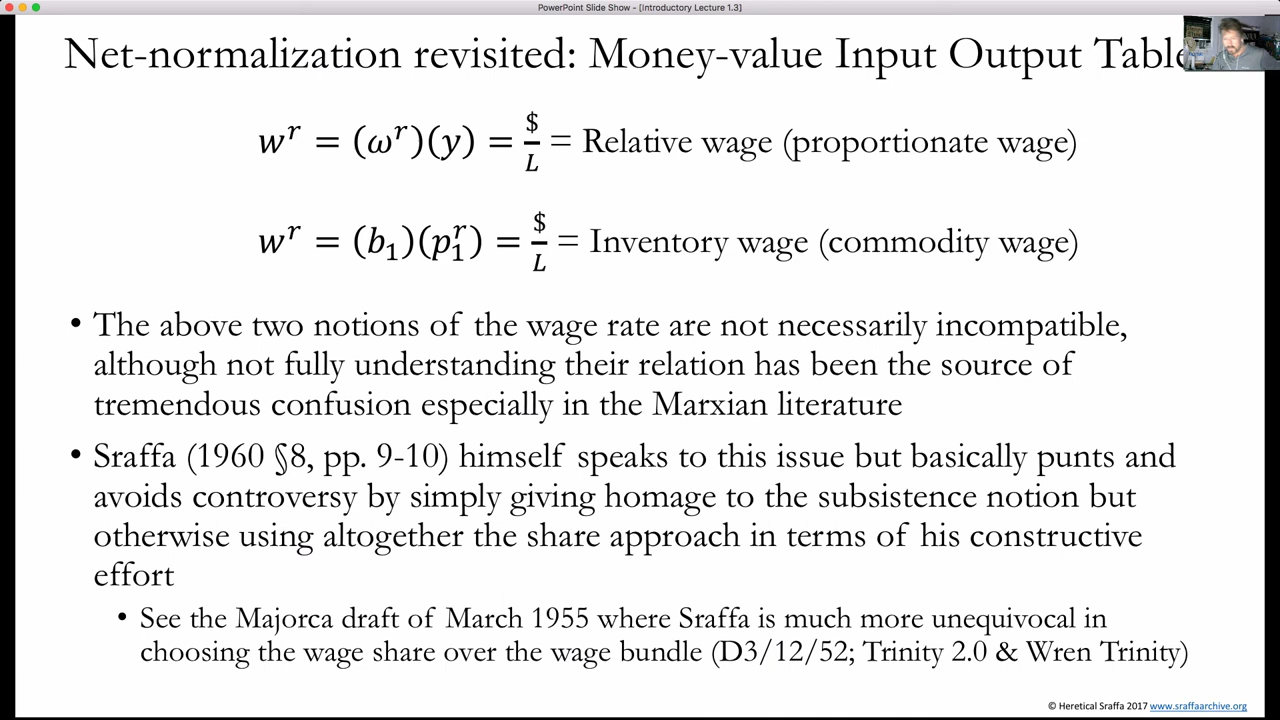 PowerPoint Slide Show - [Introductory Lecture 1.3]
Net-normalization revisited: Money-value Input Output Table
w^r = (ω^r)(y) = $/L = Relative wage (proportionate wage)
w^r = (b_1)(p_1^r) = $/L = Inventory wage (commodity wage)
• The above two notions of the wage rate are not necessarily incompatible,
although not fully understanding their relation has been the source of
tremendous confusion especially in the Marxian literature
• Sraffa (1960 §8, pp. 9-10) himself speaks to this issue but basically punts and
avoids controversy by simply giving homage to the subsistence notion but
otherwise using altogether the share approach in terms of his constructive
effort
• See the Majorca draft of March 1955 where Sraffa is much more unequivocal in
choosing the wage share over the wage bundle (D3/12/52; Trinity 2.0 & Wren Trinity)
© Heretical Sraffa 2017 www.sraffaarchive.org